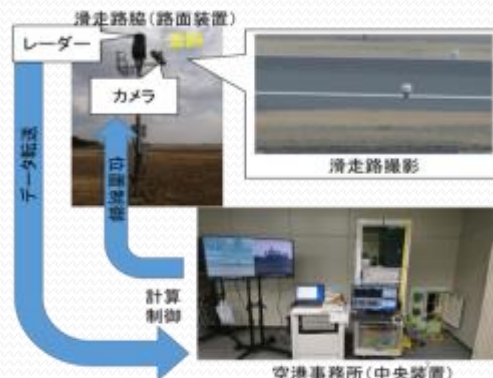 滑走路脇(路面装置)
レーダー
カメラ
滑走路撮影
データ転送
計算
制御
空港事務所(中央装置)